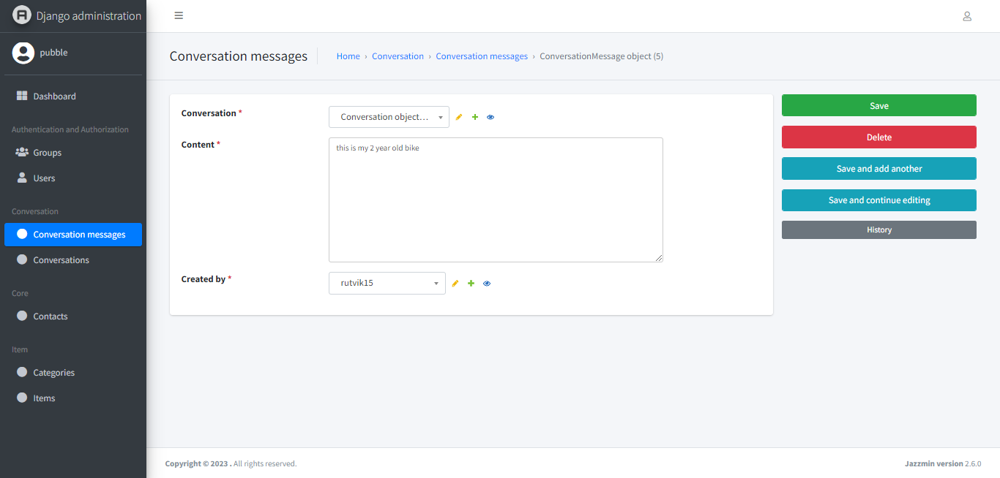 Django administration
pubble
Dashboard
Authentication and Authorization
Groups
Users
Conversation
Conversation messages
Conversations
Core
Contacts
Item
Categories
Items
Conversation messages
Home › Conversation › Conversation messages › ConversationMessage object (5)
Conversation *
Conversation object…
Content *
this is my 2 year old bike
Created by *
rutvik15
Save
Delete
Save and add another
Save and continue editing
History
Copyright © 2023 . All rights reserved.
Jazzmin version 2.6.0